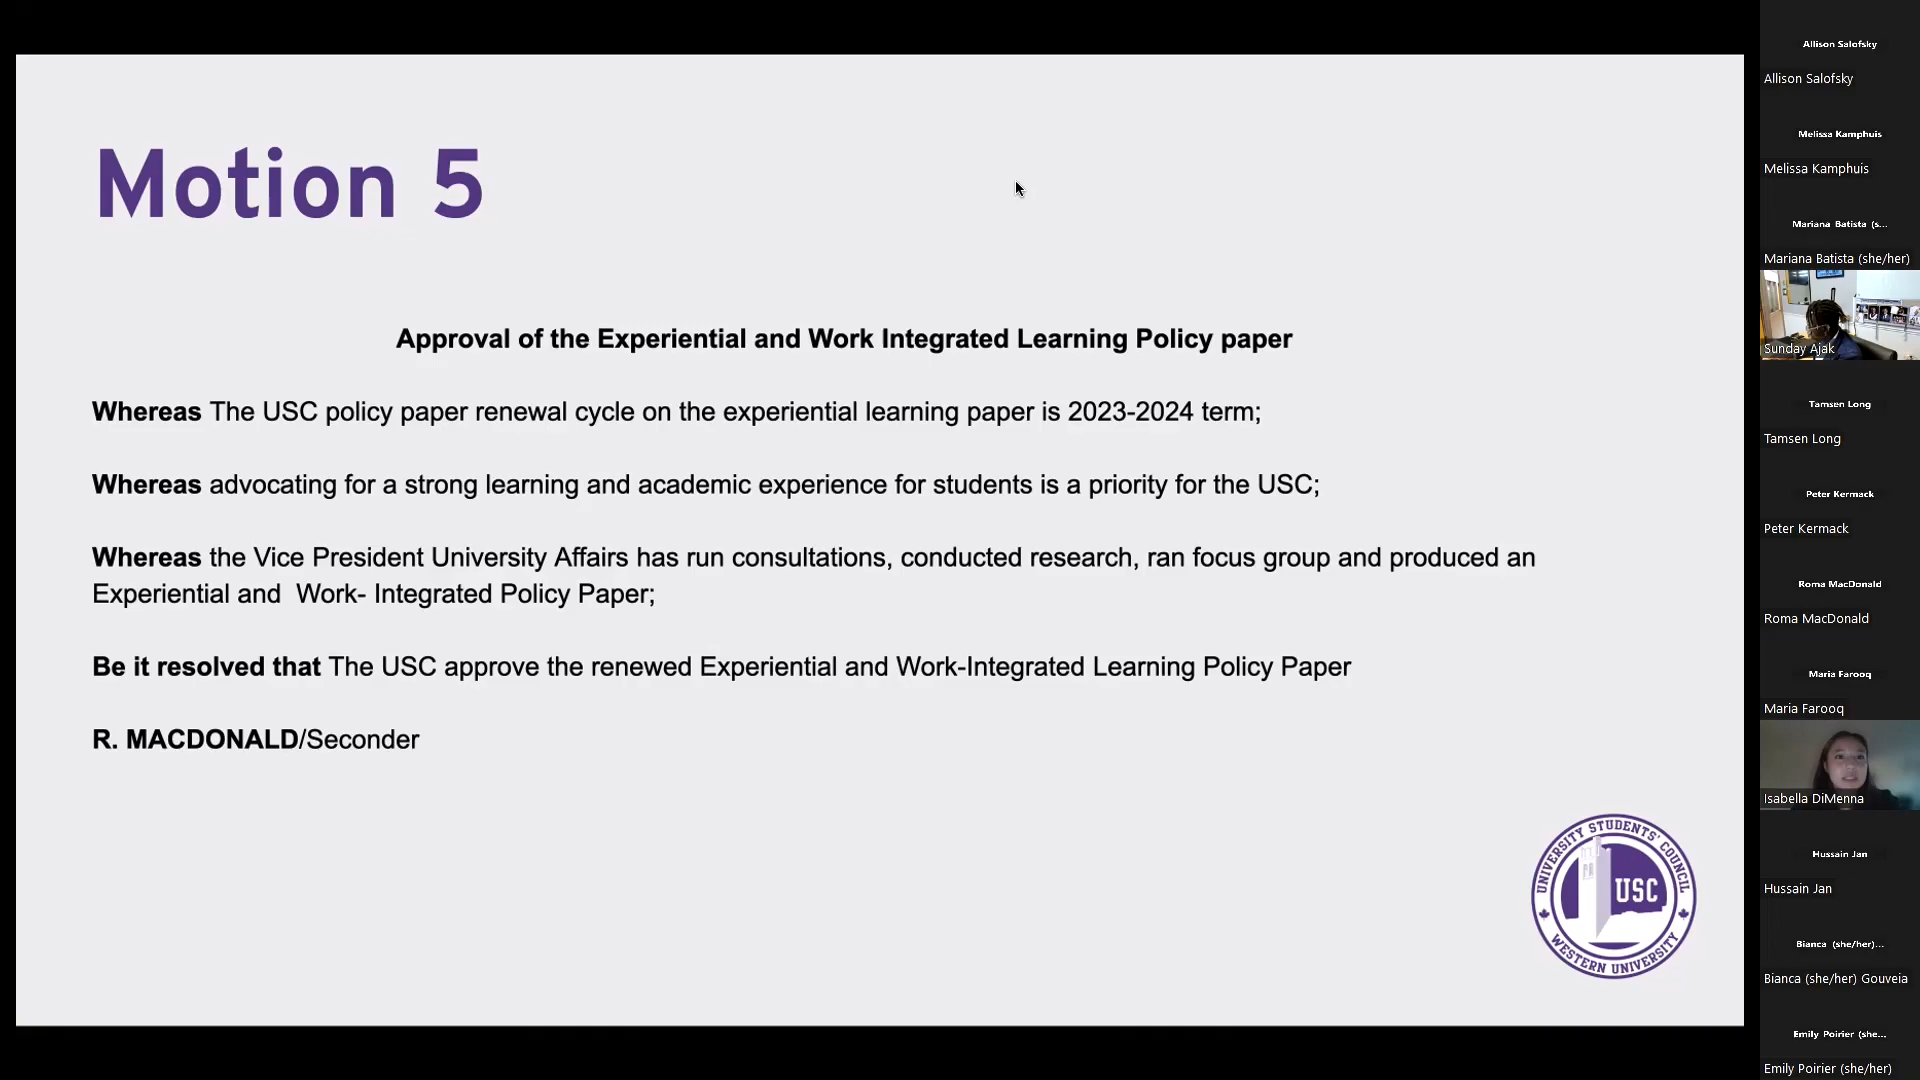 Motion 5
Approval of the Experiential and Work Integrated Learning Policy paper
Whereas The USC policy paper renewal cycle on the experiential learning paper is 2023-2024 term;
Whereas advocating for a strong learning and academic experience for students is a priority for the USC;
Whereas the Vice President University Affairs has run consultations, conducted research, ran focus group and produced an
Experiential and  Work- Integrated Policy Paper;
Be it resolved that The USC approve the renewed Experiential and Work-Integrated Learning Policy Paper
R. MACDONALD/Seconder
UNIVERSITY STUDENTS' COUNCIL
USC
WESTERN UNIVERSITY
Allison Salofsky
Allison Salofsky
Melissa Kamphuis
Melissa Kamphuis
Mariana Batista (s...
Mariana Batista (she/her)
Sunday Ajak
Tamsen Long
Tamsen Long
Peter Kermack
Peter Kermack
Roma MacDonald
Roma MacDonald
Maria Farooq
Maria Farooq
Isabella DiMenna
Hussain Jan
Hussain Jan
Bianca (she/her)...
Bianca (she/her) Gouveia
Emily Poirier (she...
Emily Poirier (she/her)